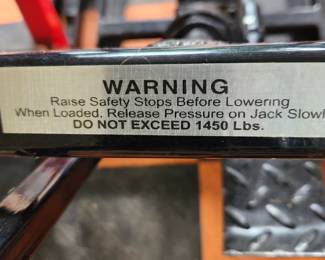 WARNING
Raise Safety Stops Before Lowering
When Loaded, Release Pressure on Jack Slowl
DO NOT EXCEED 1450 Lbs.